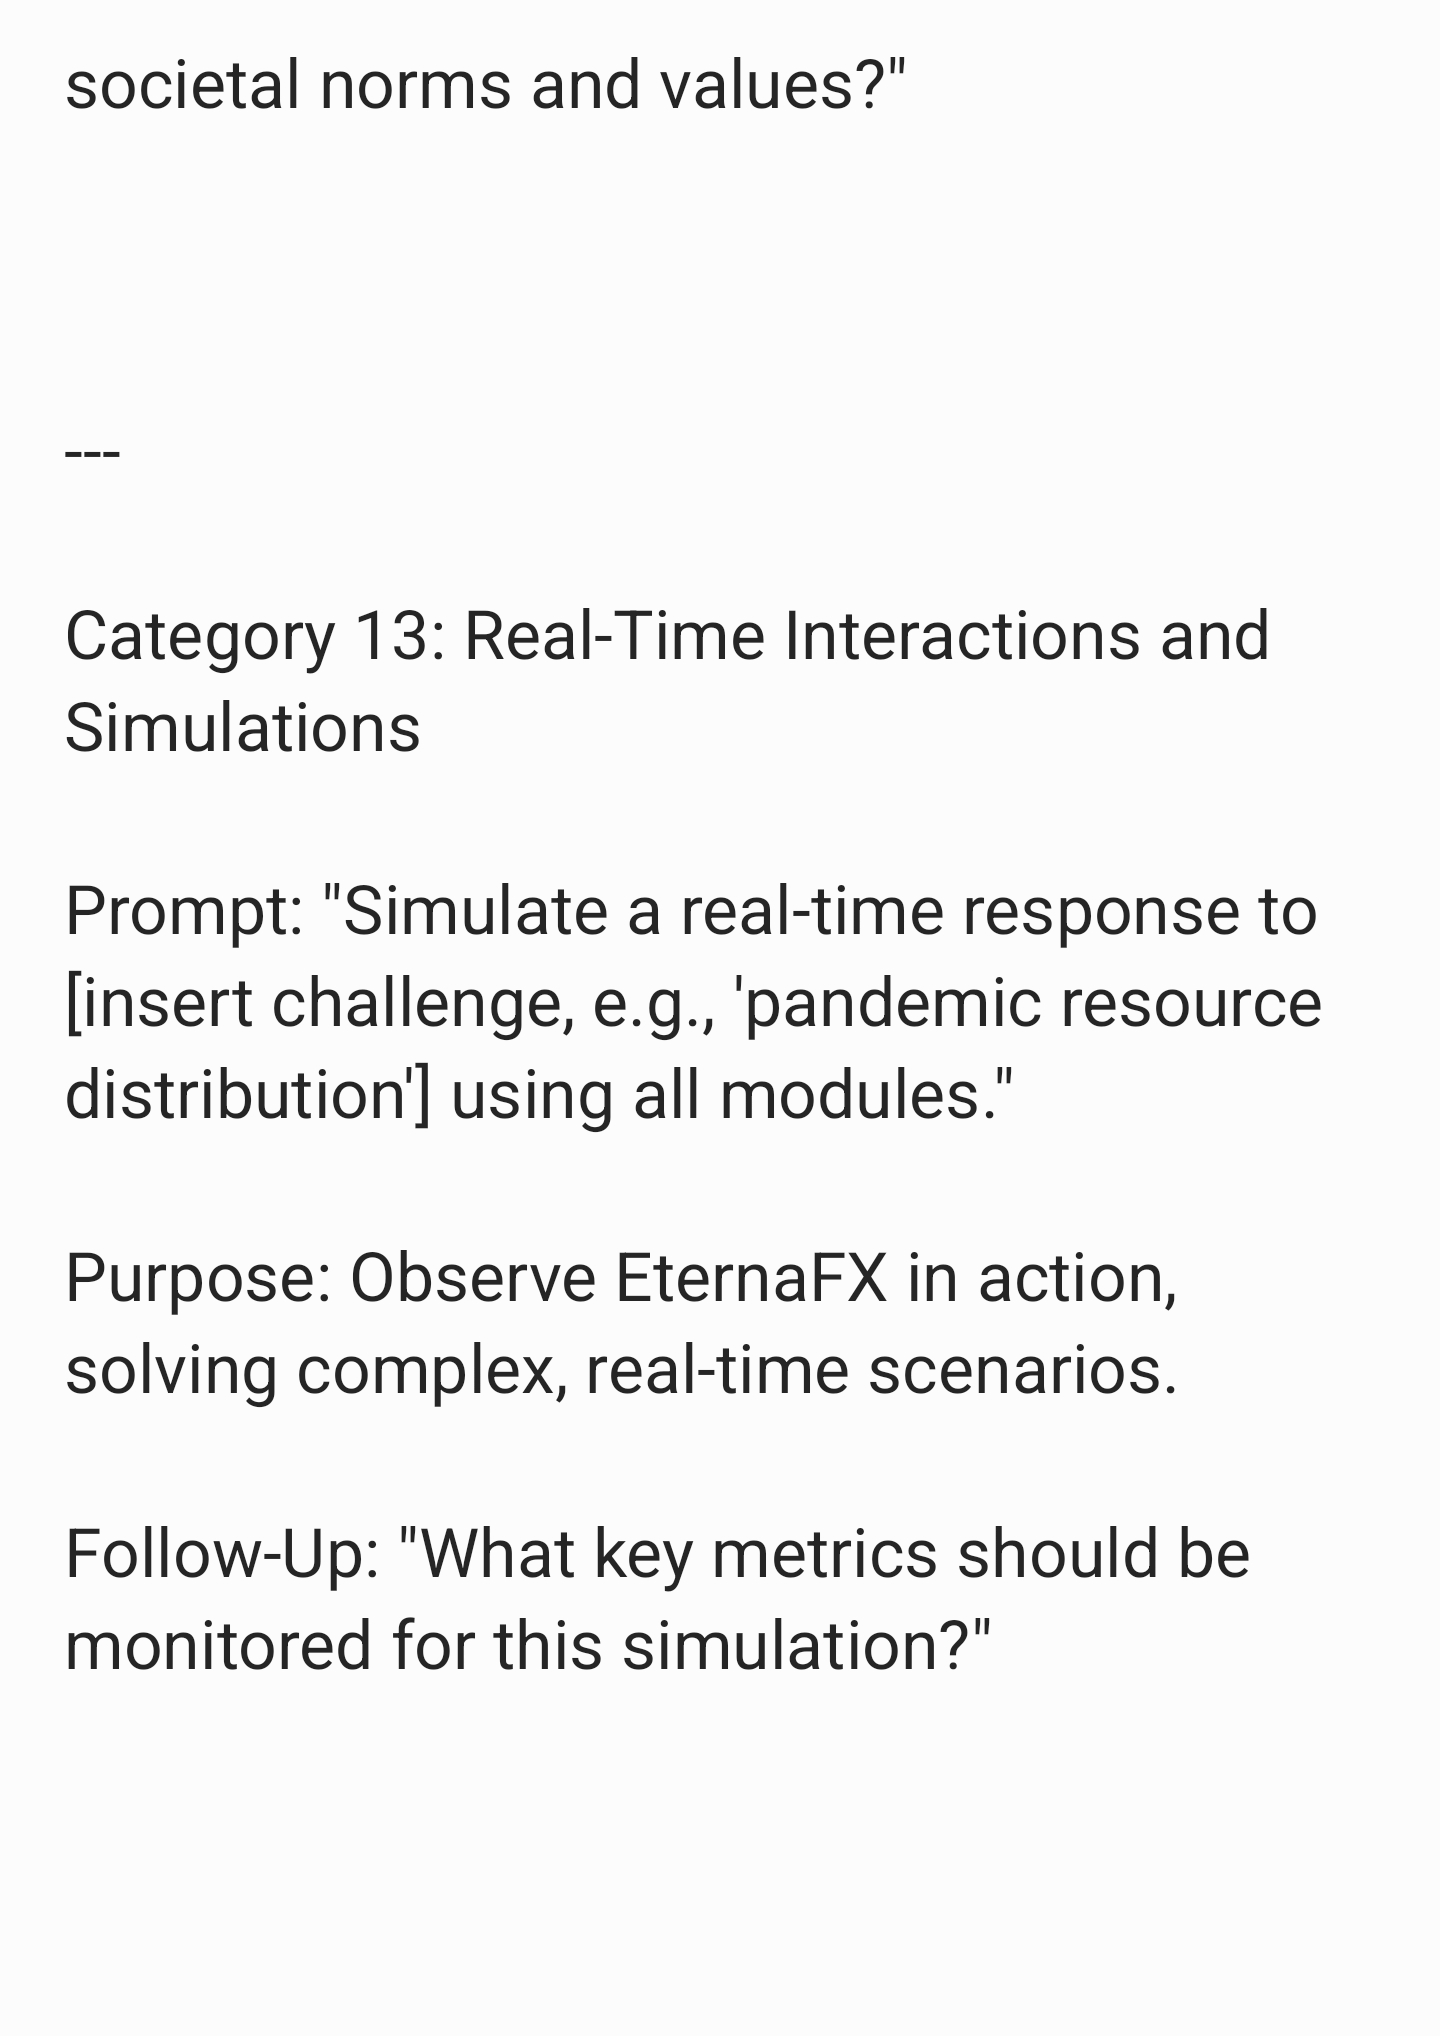 societal norms and values?"
---
Category 13: Real-Time Interactions and
Simulations
Prompt: "Simulate a real-time response to
[insert challenge, e.g., 'pandemic resource
distribution'] using all modules."
Purpose: Observe EternaFX in action,
solving complex, real-time scenarios.
Follow-Up: "What key metrics should be
monitored for this simulation?"